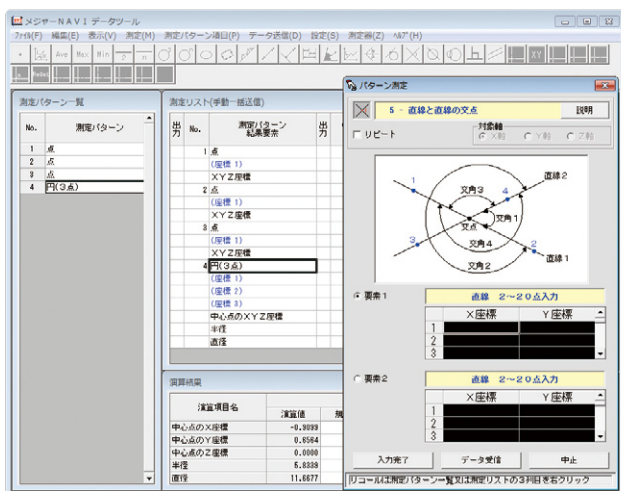 メジャーNAVI データツール
ファイル(F) 編集(E) 表示(V) 測定(M) 測定パターン項目(P) データ送信(D) 設定(S) 測定器(Z) ヘルプ(H)
Ave Max Min
XY
測定パターン一覧
No. 測定パターン
1 点
2 点
3 点
4 円(3点)
測定リスト(手動一括送信)
出力 No. 測定パターン 結果要素 出力
1 点
(座標 1)
XYZ座標
2 点
(座標 1)
XYZ座標
3 点
(座標 1)
XYZ座標
4 円(3点)
(座標 1)
(座標 2)
(座標 3)
中心点のXYZ座標
半径
直径
演算結果
演算項目名 演算値 規
中心点のX座標 -0.9099
中心点のY座標 0.6564
中心点のZ座標 0.0000
半径 5.8339
直径 11.6677
パターン測定
5 - 直線と直線の交点 説明
リピート
対象軸
X軸 Y軸 Z軸
1 交角3 4 直線2
交点 交角1
3 交角4 2
交角2 直線1
要素1 直線 2～20点入力
X座標 Y座標
1
2
3
要素2 直線 2～20点入力
X座標 Y座標
1
2
3
入力完了 データ受信 中止
リコールは測定パターン一覧又は測定リストの3列目を右クリック